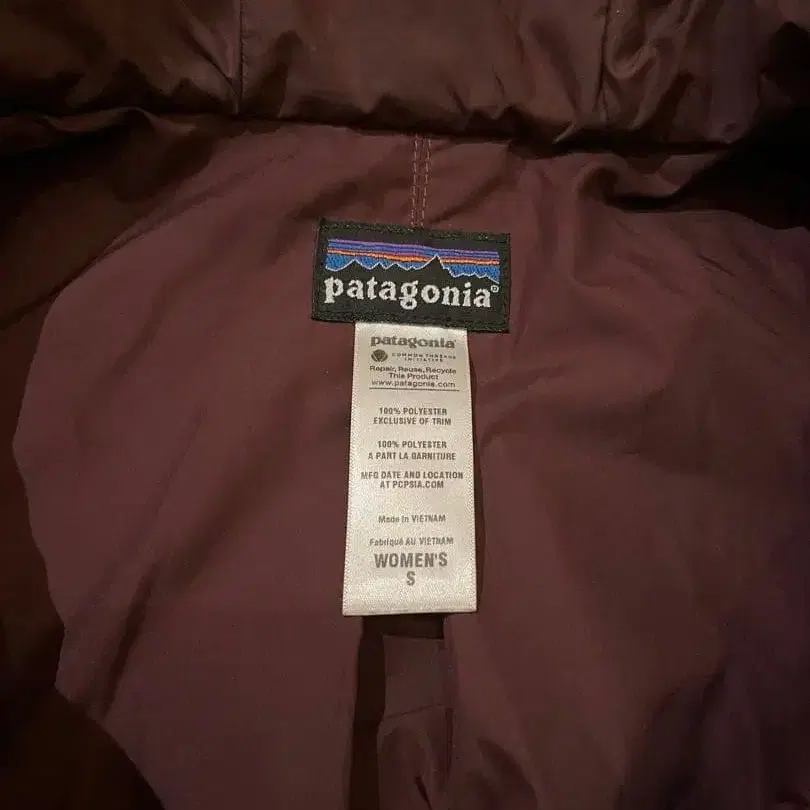 patagonia®
patagonia®
COMMON THREADS
INITIATIVE
Repair, Reuse, Recycle
This Product
www.patagonia.com
100% POLYESTER
EXCLUSIVE OF TRIM
100% POLYESTER
A PART LA GARNITURE
MFG DATE AND LOCATION
AT PCPSIA.COM
Made in VIETNAM
Fabriqué AU VIETNAM
WOMEN'S
S